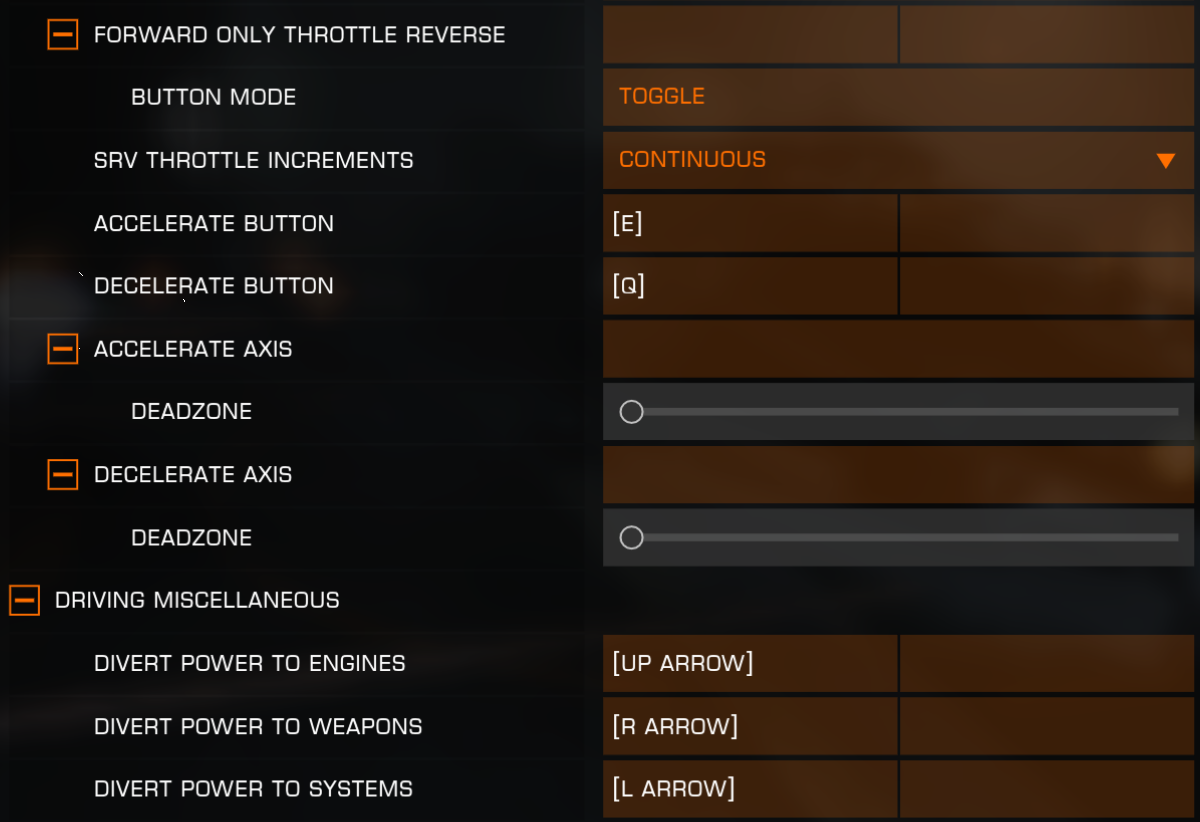 FORWARD ONLY THROTTLE REVERSE
BUTTON MODE TOGGLE
SRV THROTTLE INCREMENTS CONTINUOUS
ACCELERATE BUTTON [E]
DECELERATE BUTTON [Q]
ACCELERATE AXIS
DEADZONE
DECELERATE AXIS
DEADZONE
DRIVING MISCELLANEOUS
DIVERT POWER TO ENGINES [UP ARROW]
DIVERT POWER TO WEAPONS [R ARROW]
DIVERT POWER TO SYSTEMS [L ARROW]